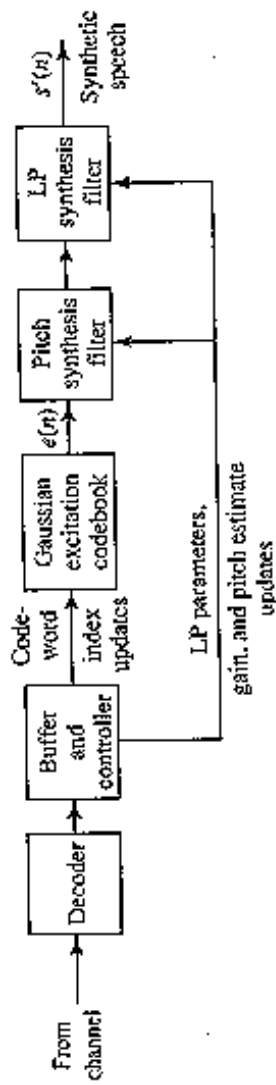 From
channel
Decoder
Buffer
and
controller
Code-
word
index
updates
Gaussian
excitation
codebook
e(n)
Pitch
synthesis
filter
LP
synthesis
filter
s'(n)
Synthetic
speech
LP parameters,
gain, and pitch estimate
updates